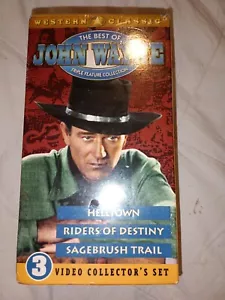 WESTERN CLASSICS
THE BEST OF
JOHN WAYNE
TRIPLE FEATURE COLLECTION
HELLTOWN
RIDERS OF DESTINY
SAGEBRUSH TRAIL
3 VIDEO COLLECTOR'S SET